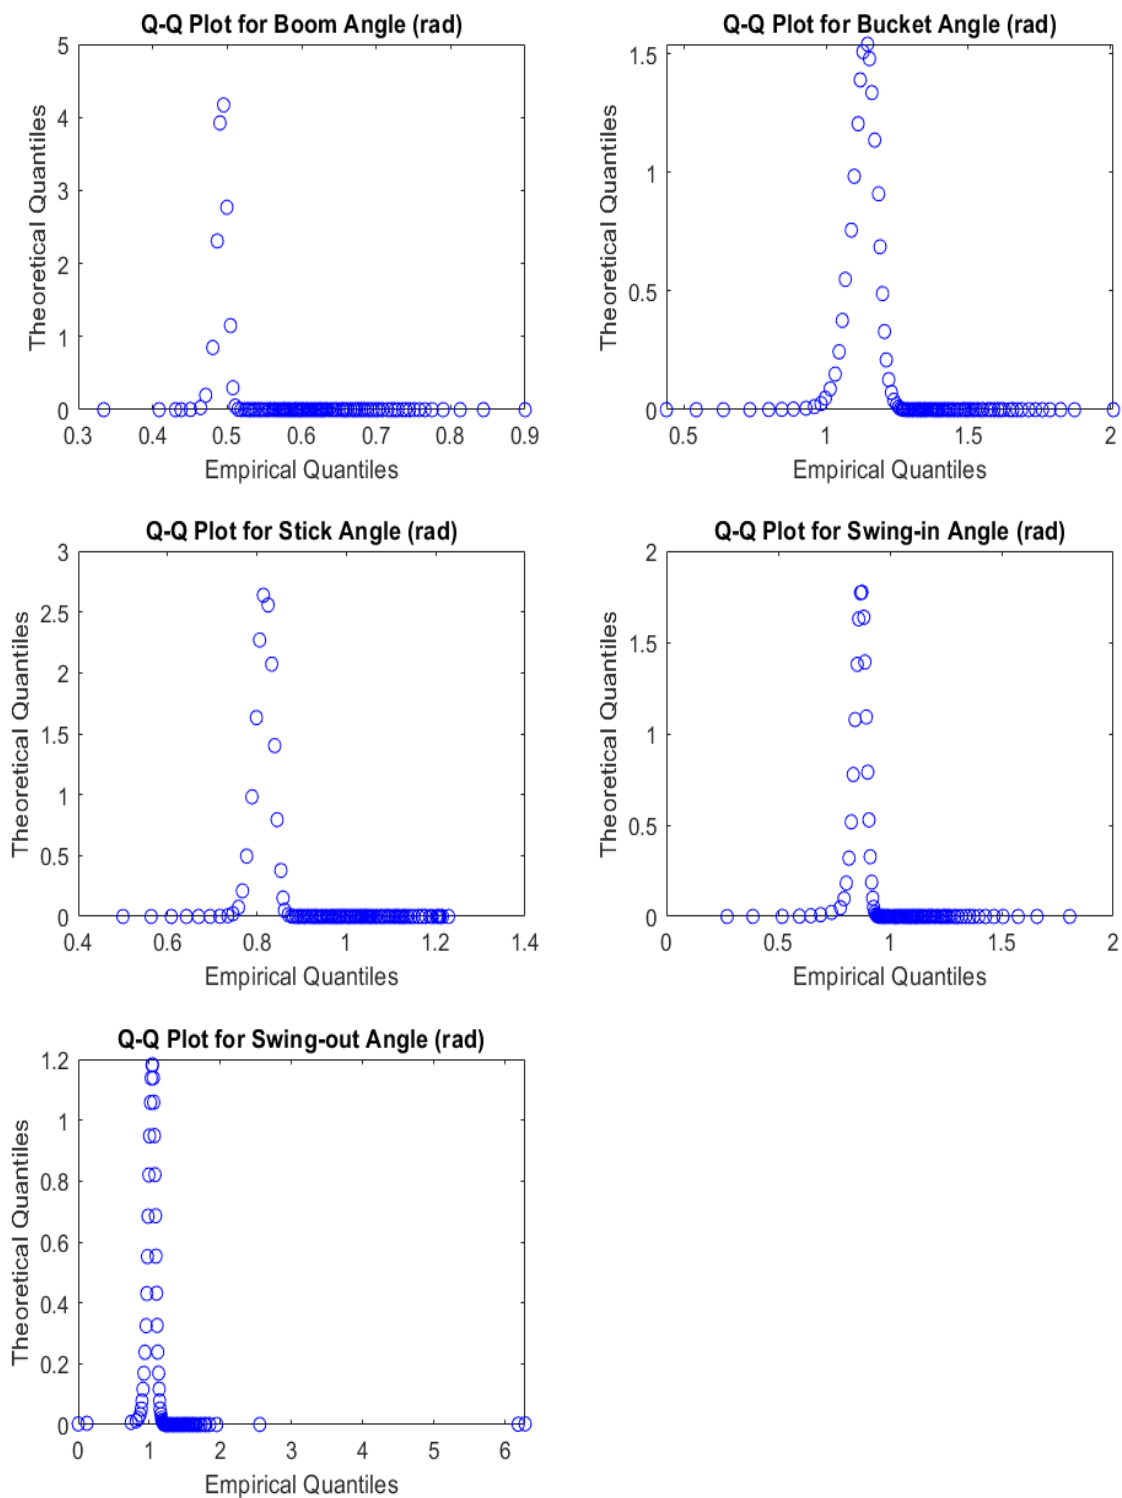 Q-Q Plot for Boom Angle (rad)
5
4
3
2
1
0
Theoretical Quantiles
0.3 0.4 0.5 0.6 0.7 0.8 0.9
Empirical Quantiles
Q-Q Plot for Bucket Angle (rad)
1.5
1
0.5
0
Theoretical Quantiles
0.5 1 1.5 2
Empirical Quantiles
Q-Q Plot for Stick Angle (rad)
3
2.5
2
1.5
1
0.5
0
Theoretical Quantiles
0.4 0.6 0.8 1 1.2 1.4
Empirical Quantiles
Q-Q Plot for Swing-in Angle (rad)
2
1.5
1
0.5
0
Theoretical Quantiles
0 0.5 1 1.5 2
Empirical Quantiles
Q-Q Plot for Swing-out Angle (rad)
1.2
1
0.8
0.6
0.4
0.2
0
Theoretical Quantiles
0 1 2 3 4 5 6
Empirical Quantiles